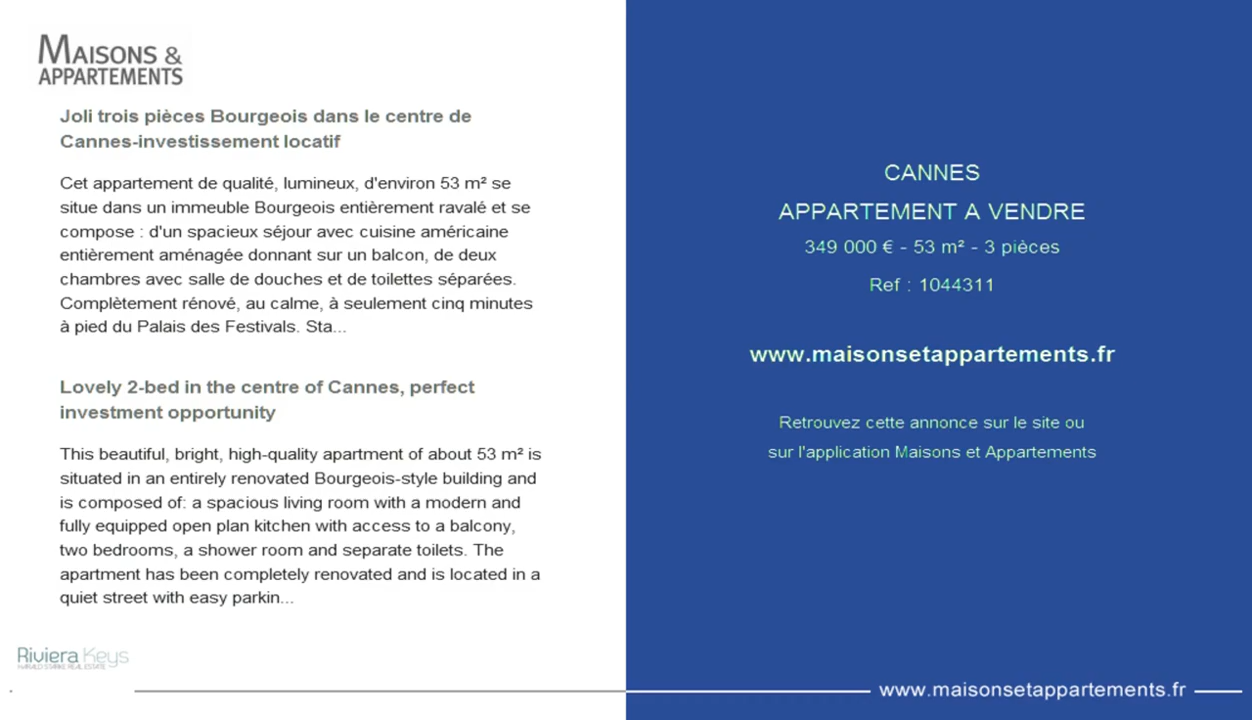 MAISONS &
APPARTEMENTS
Joli trois pièces Bourgeois dans le centre de
Cannes-investissement locatif
Cet appartement de qualité, lumineux, d'environ 53 m² se
situe dans un immeuble Bourgeois entièrement ravalé et se
compose : d'un spacieux séjour avec cuisine américaine
entièrement aménagée donnant sur un balcon, de deux
chambres avec salle de douches et de toilettes séparées.
Complètement rénové, au calme, à seulement cinq minutes
à pied du Palais des Festivals. Sta...
Lovely 2-bed in the centre of Cannes, perfect
investment opportunity
This beautiful, bright, high-quality apartment of about 53 m² is
situated in an entirely renovated Bourgeois-style building and
is composed of: a spacious living room with a modern and
fully equipped open plan kitchen with access to a balcony,
two bedrooms, a shower room and separate toilets. The
apartment has been completely renovated and is located in a
quiet street with easy parkin...
Riviera Keys
HARALD STARKE REAL ESTATE
CANNES
APPARTEMENT A VENDRE
349 000 € - 53 m² - 3 pièces
Ref : 1044311
www.maisonsetappartements.fr
Retrouvez cette annonce sur le site ou
sur l'application Maisons et Appartements
www.maisonsetappartements.fr